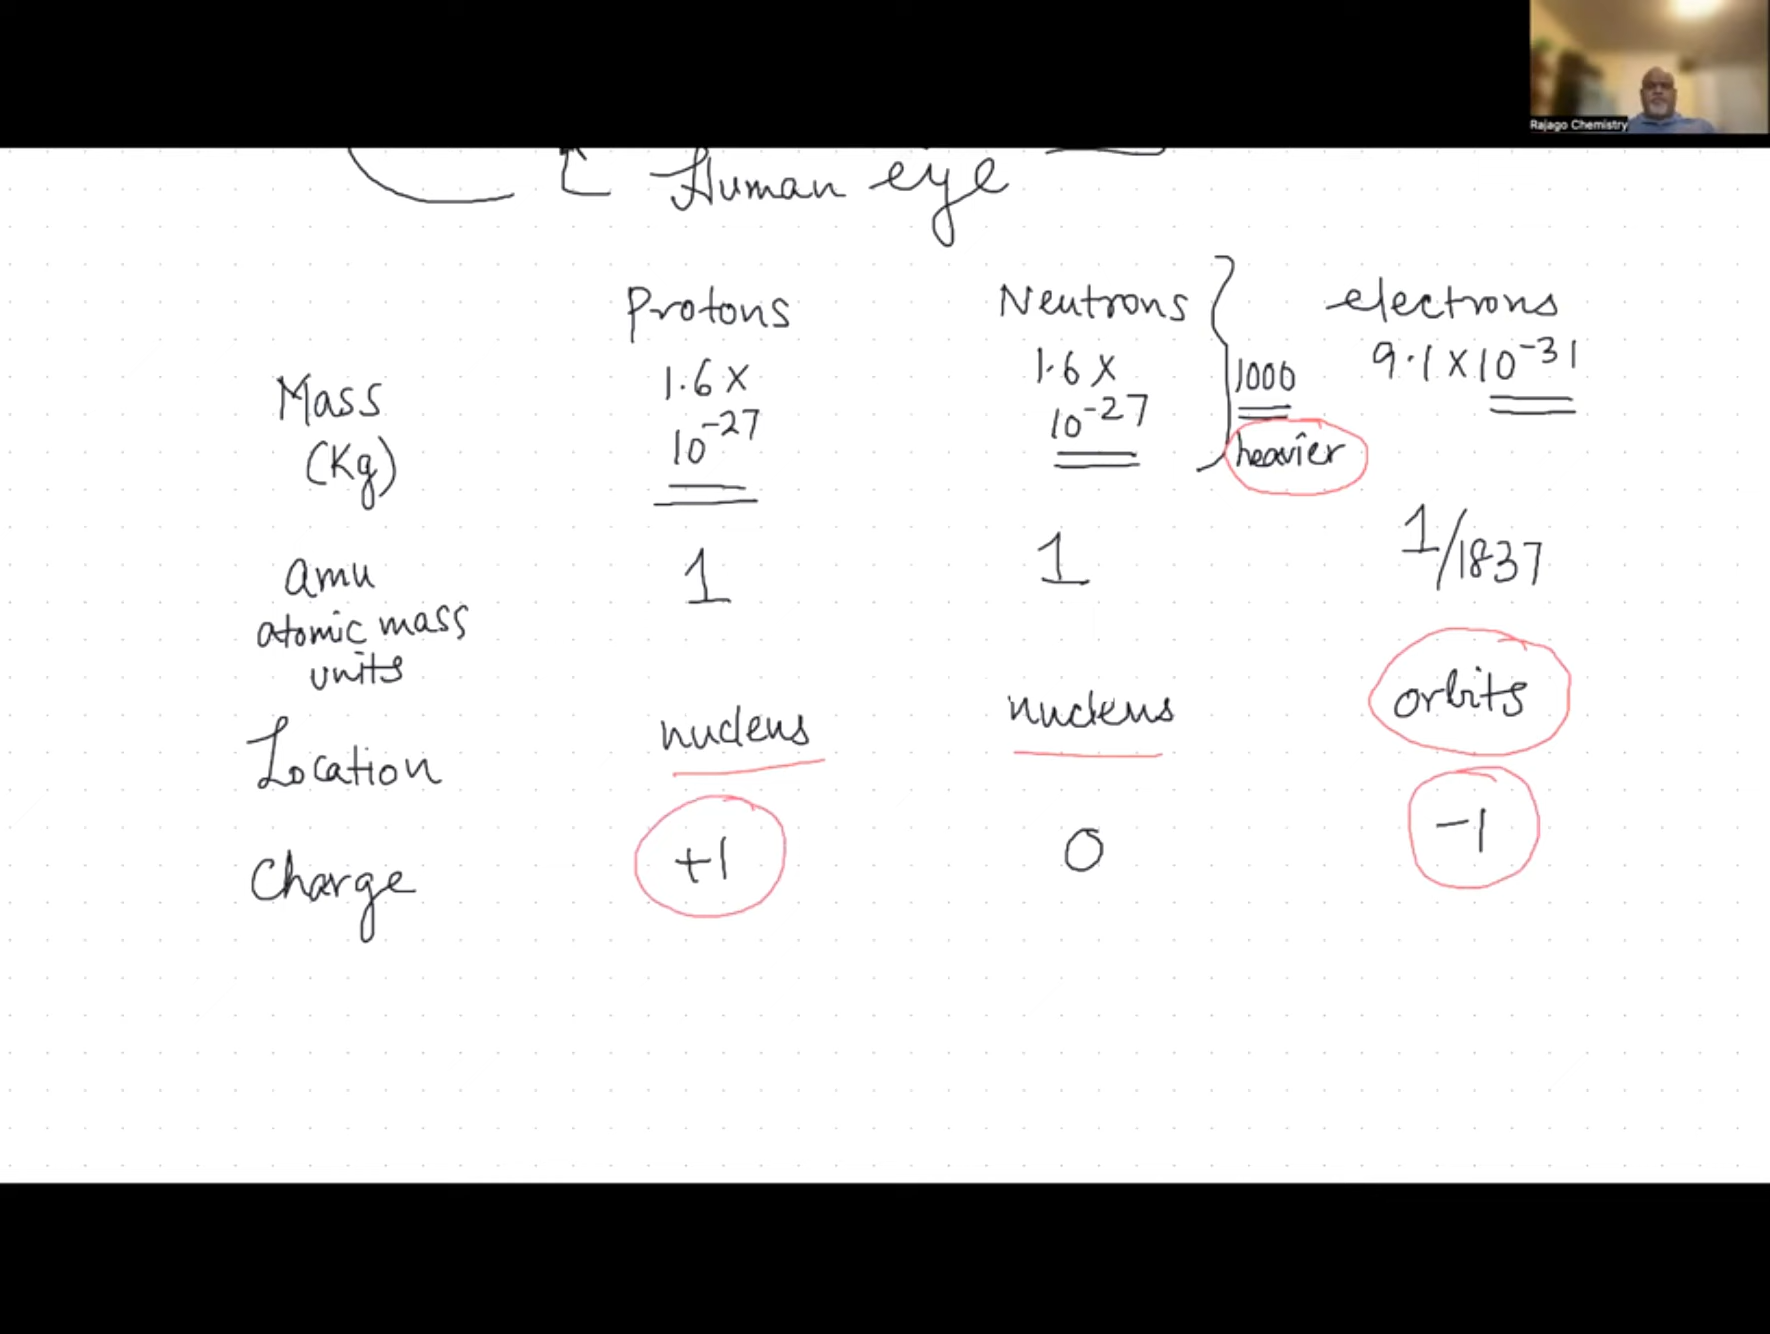 Rajago Chemistry
Human eye
Protons Neutrons electrons
Mass 1.6 x 1.6 x 1000 9.1 x 10⁻³¹
(Kg) 10⁻²⁷ 10⁻²⁷ heavier
amu 1 1 1/1837
atomic mass
units
Location nucleus nucleus orbits
Charge +1 0 -1